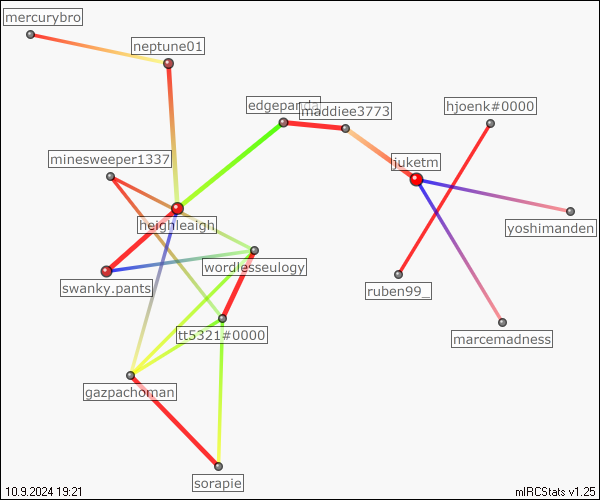 mercurybro
neptune01
edgepanda
maddiee3773
hjoenk#0000
minesweeper1337
juketm
heighleaigh
yoshimanden
wordlesseulogy
swanky.pants
ruben99_
tt5321#0000
marcemadness
gazpachoman
sorapie
10.9.2024 19:21
mIRCStats v1.25